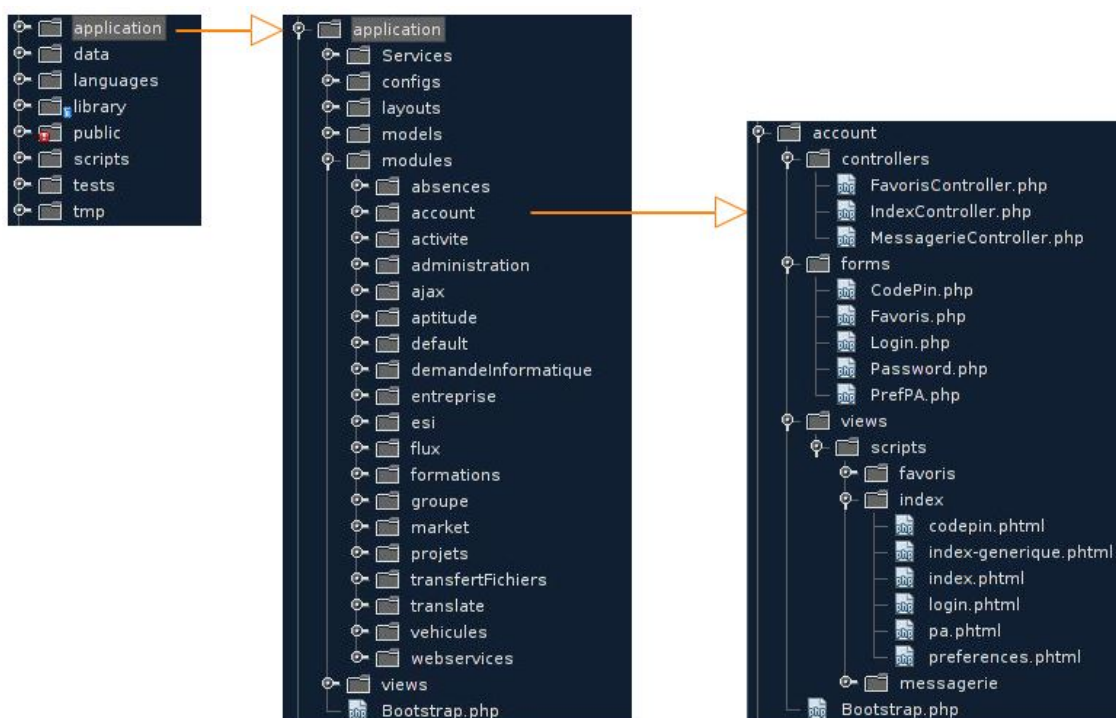 application
data
languages
library
public
scripts
tests
tmp
application
Services
configs
layouts
models
modules
absences
account
activite
administration
ajax
aptitude
default
demandeInformatique
entreprise
esi
flux
formations
groupe
market
projets
transfertFichiers
translate
vehicules
webservices
views
Bootstrap.php
account
controllers
FavorisController.php
IndexController.php
MessagerieController.php
forms
CodePin.php
Favoris.php
Login.php
Password.php
PrefPA.php
views
scripts
favoris
index
codepin.phtml
index-generique.phtml
index.phtml
login.phtml
pa.phtml
preferences.phtml
messagerie
Bootstrap.php